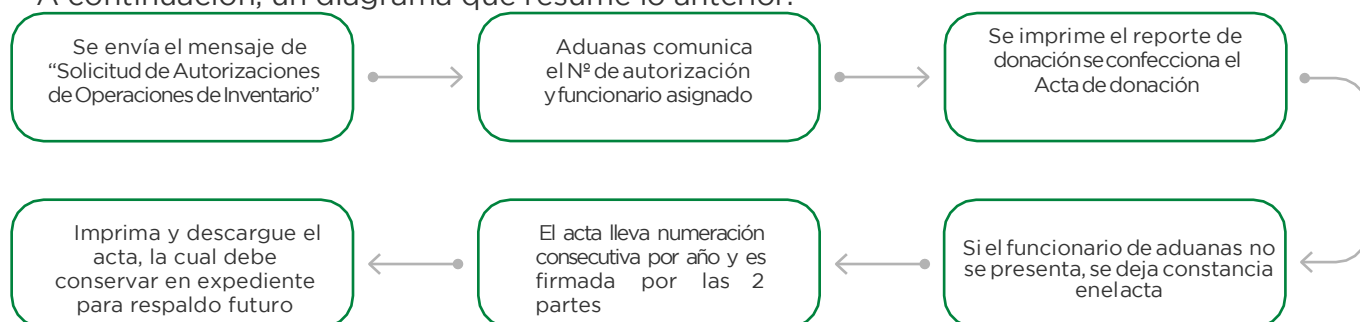 A continuación, un diagrama que resume lo anterior:
Se envía el mensaje de
“Solicitud de Autorizaciones
de Operaciones de Inventario”
Aduanas comunica
el Nº de autorización
y funcionario asignado
Se imprime el reporte de
donación se confecciona el
Acta de donación
Si el funcionario de aduanas no
se presenta, se deja constancia
en el acta
El acta lleva numeración
consecutiva por año y es
firmada por las 2
partes
Imprima y descargue el
acta, la cual debe
conservar en expediente
para respaldo futuro